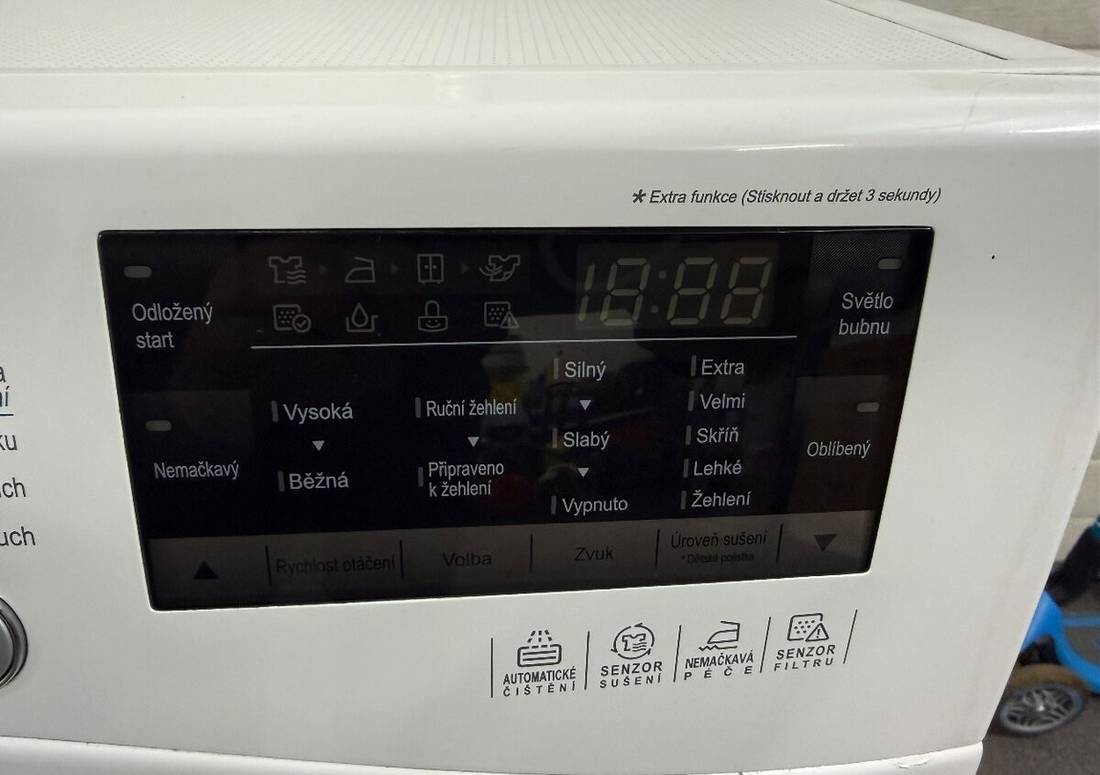 * Extra funkce (Stisknout a držet 3 sekundy)
Odložený
start
18:88
Světlo
bubnu
Nemačkavý
Vysoká
Běžná
Ruční žehlení
Připraveno
k žehlení
Silný
Slabý
Vypnuto
Extra
Velmi
Skříň
Lehké
Žehlení
Oblíbený
Rychlost otáčení
Volba
Zvuk
Úroveň sušení
* Dětská pojistka
AUTOMATICKÉ
ČIŠTĚNÍ
SENZOR
SUŠENÍ
NEMAČKAVÁ
PÉČE
SENZOR
FILTRU